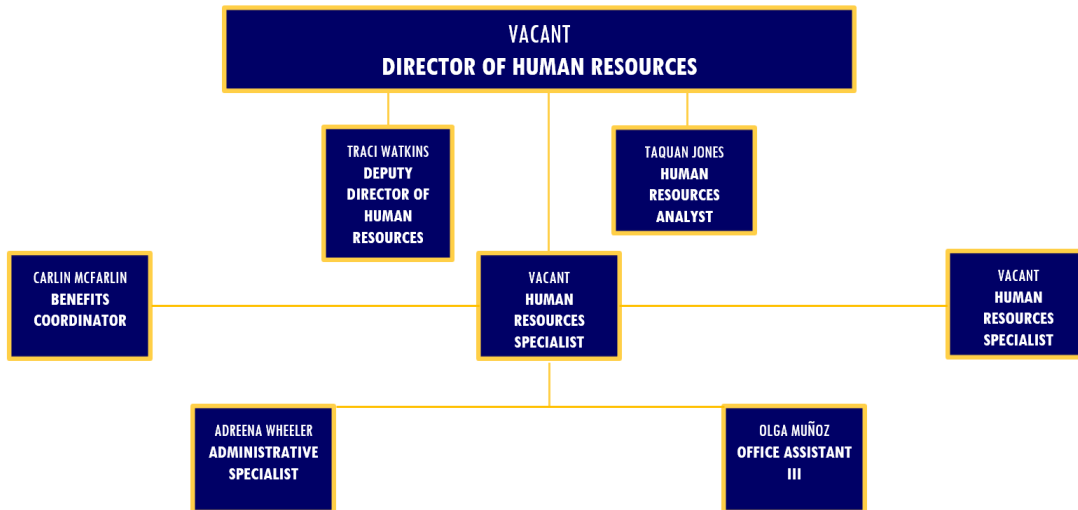 VACANT
DIRECTOR OF HUMAN RESOURCES
TRACI WATKINS
DEPUTY
DIRECTOR OF
HUMAN
RESOURCES
TAQUAN JONES
HUMAN
RESOURCES
ANALYST
CARLIN MCFARLIN
BENEFITS
COORDINATOR
VACANT
HUMAN
RESOURCES
SPECIALIST
VACANT
HUMAN
RESOURCES
SPECIALIST
ADREENA WHEELER
ADMINISTRATIVE
SPECIALIST
OLGA MUÑOZ
OFFICE ASSISTANT
III